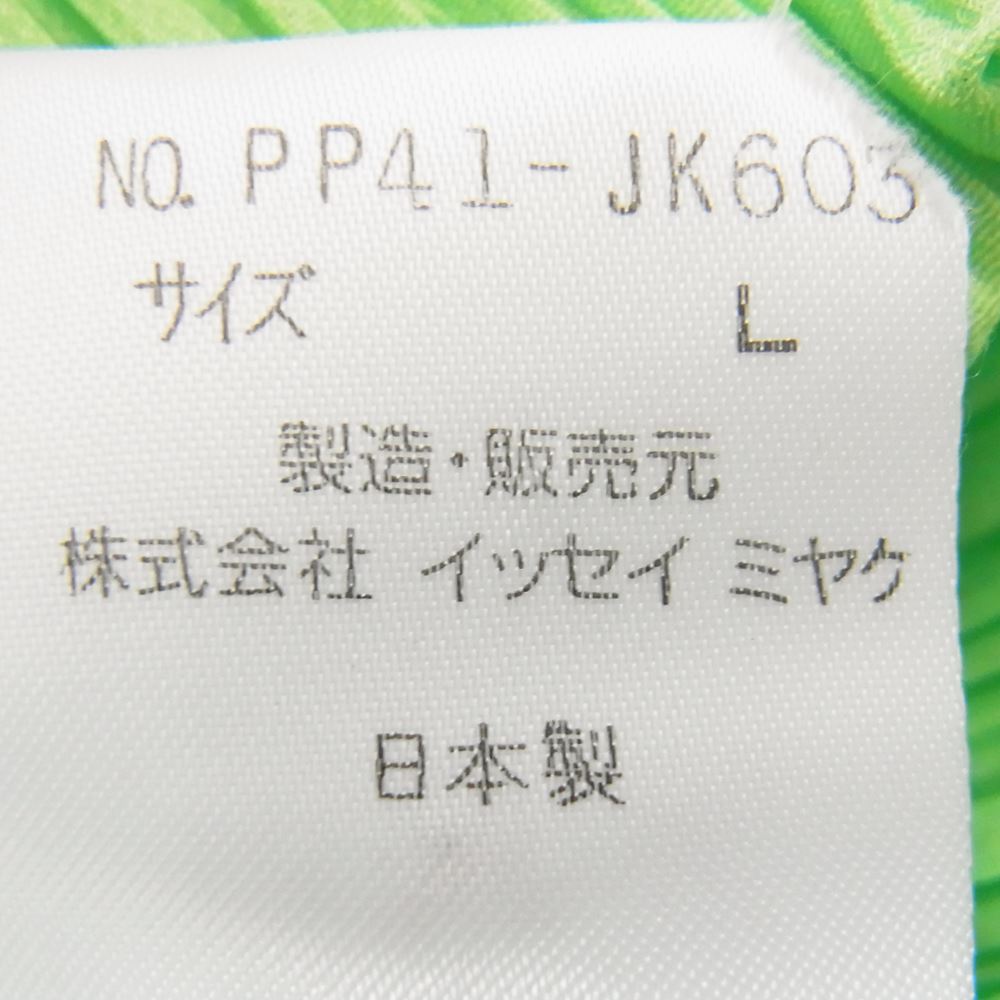 NO. PP41-JK603
サイズ L
製造・販売元
株式会社 イッセイ ミヤケ
日本製